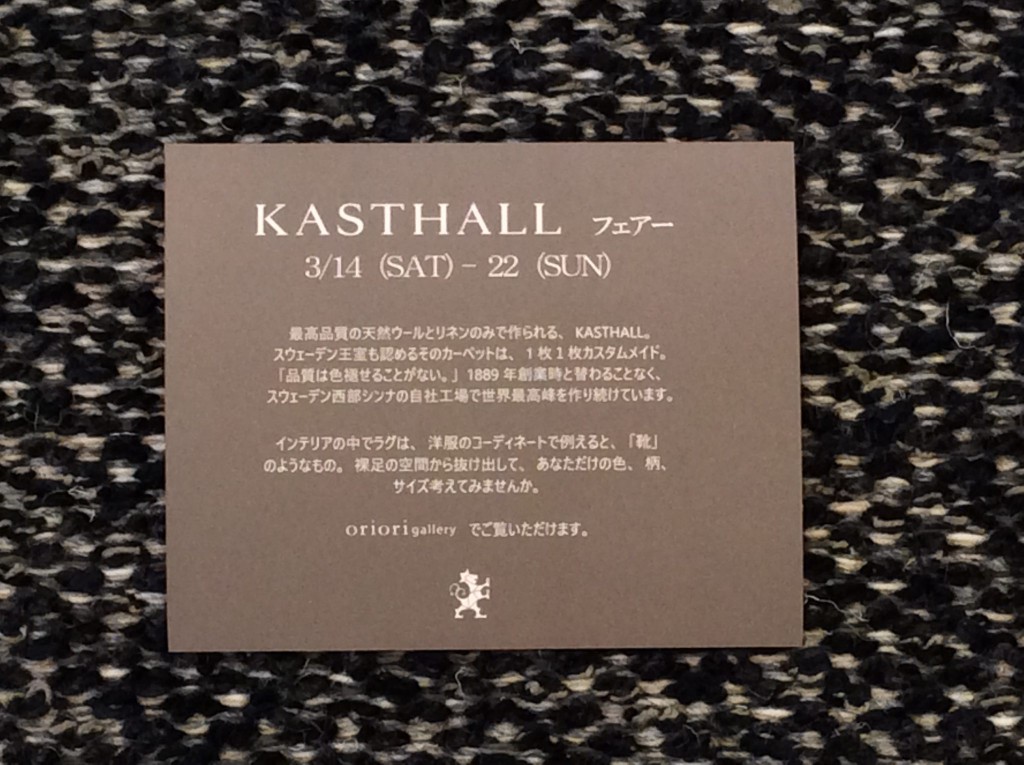 KASTHALL フェアー
3/14 (SAT) – 22 (SUN)
最高品質の天然ウールとリネンのみで作られる、KASTHALL。
スウェーデン王室も認めるそのカーペットは、1枚1枚カスタムメイド。
「品質は色褪せることがない。」1889年創業時と替わることなく、
スウェーデン西部シンナの自社工場で世界最高峰を作り続けています。
インテリアの中でラグは、洋服のコーディネートで例えると、「靴」
のようなもの。裸足の空間から抜け出して、あなただけの色、柄、
サイズ考えてみませんか。
oriori gallery でご覧いただけます。